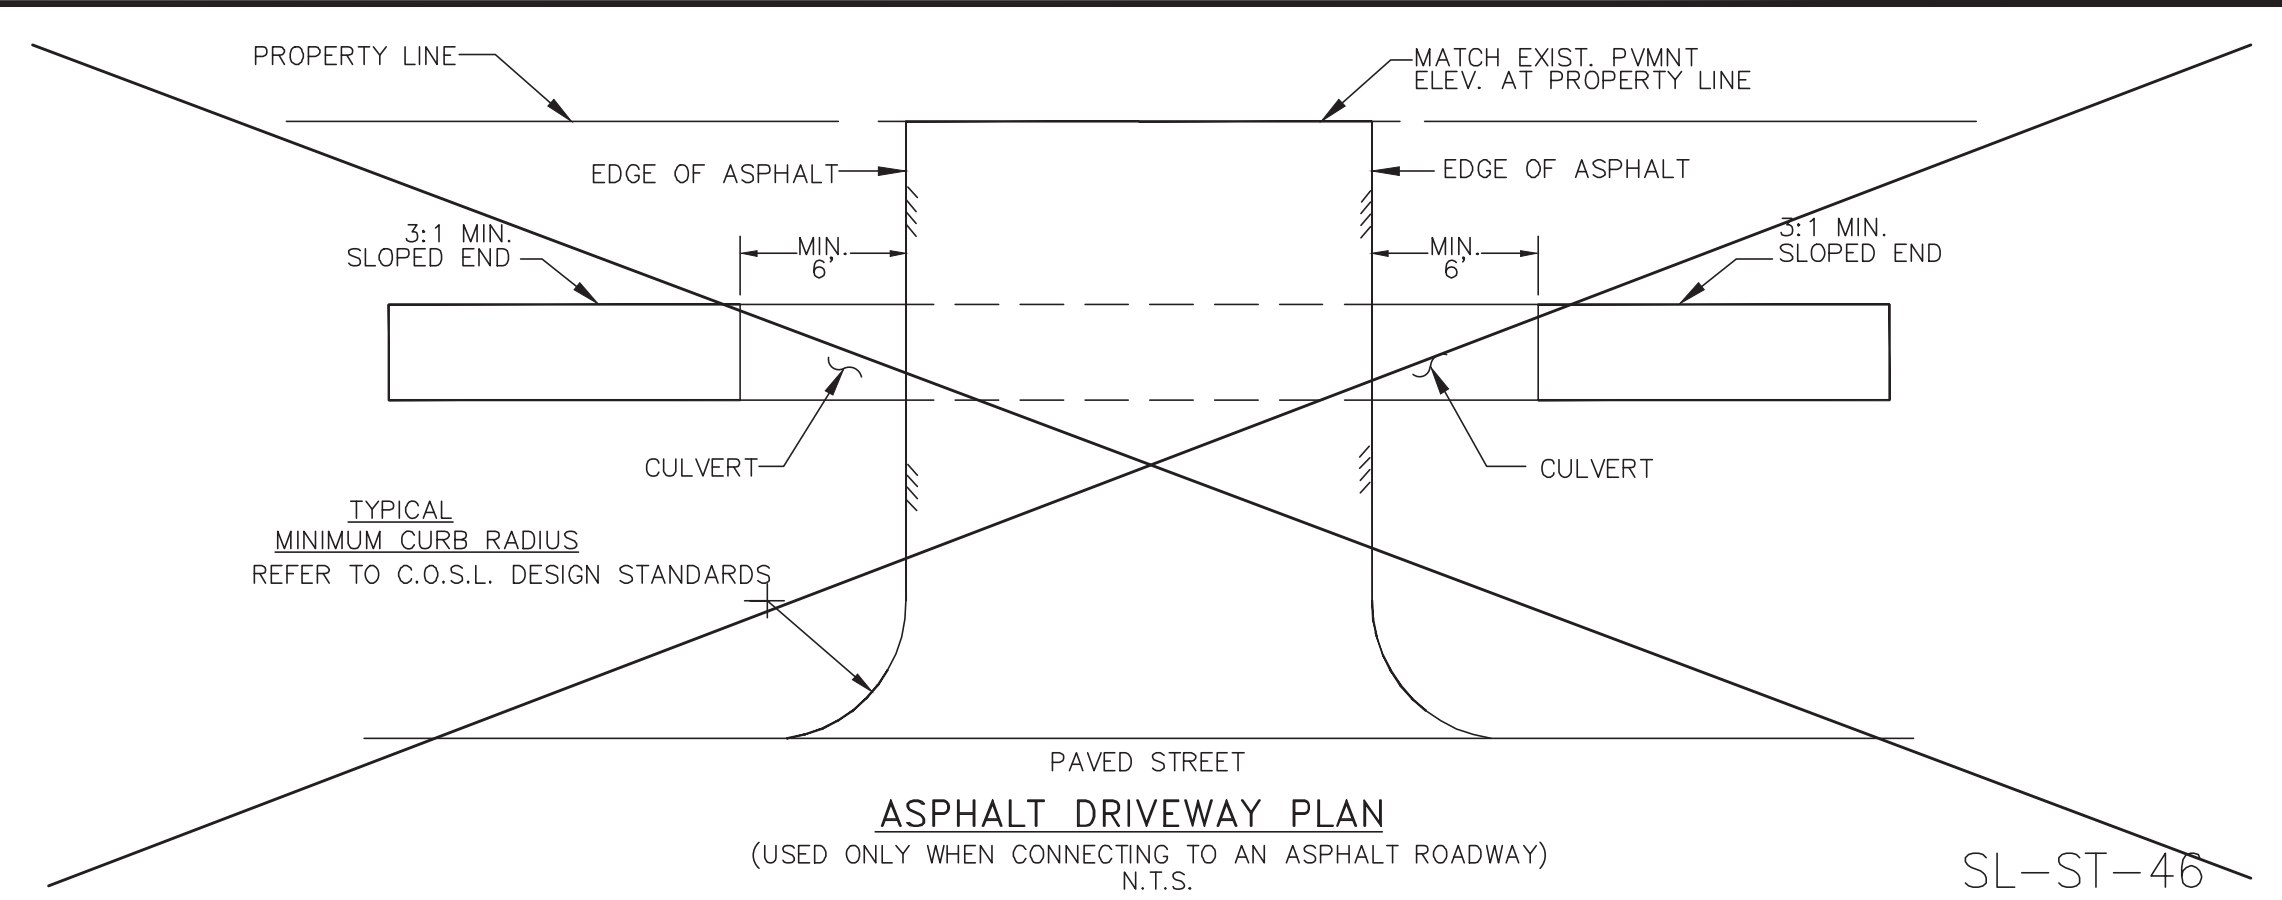 PROPERTY LINE
MATCH EXIST. PVMNT
ELEV. AT PROPERTY LINE
EDGE OF ASPHALT
EDGE OF ASPHALT
3:1 MIN.
SLOPED END
MIN.
6'
MIN.
6'
3:1 MIN.
SLOPED END
CULVERT
CULVERT
TYPICAL
MINIMUM CURB RADIUS
REFER TO C.O.S.L. DESIGN STANDARDS
PAVED STREET
ASPHALT DRIVEWAY PLAN
(USED ONLY WHEN CONNECTING TO AN ASPHALT ROADWAY)
N.T.S.
SL-ST-46